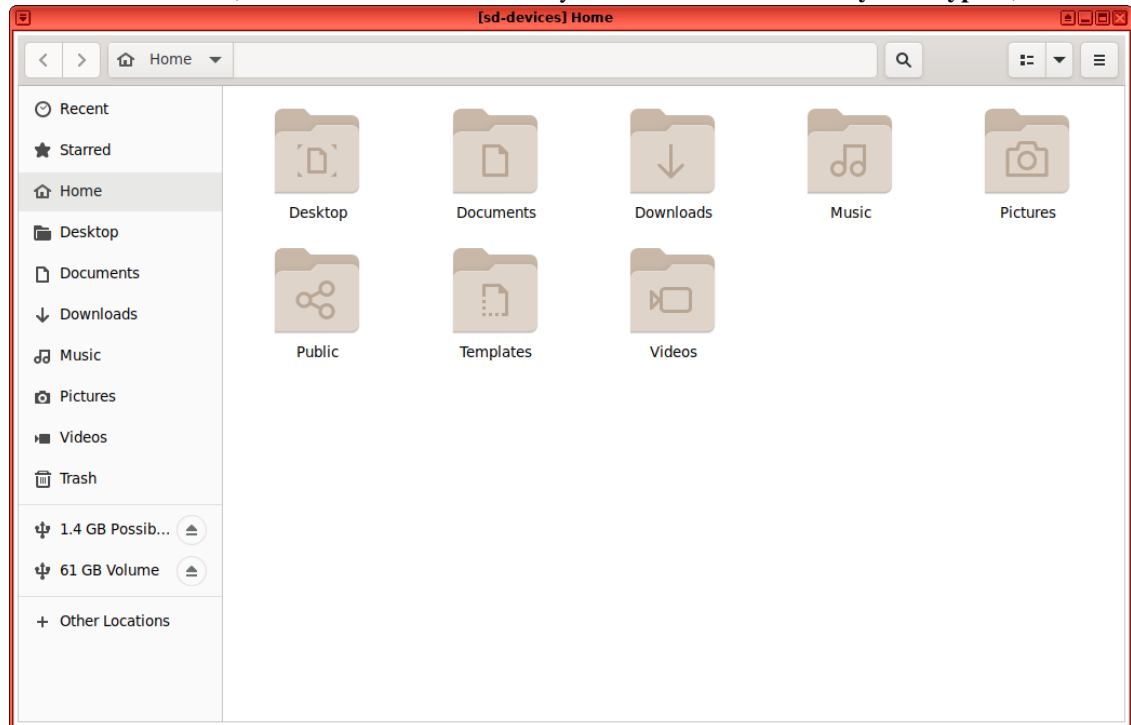 [sd-devices] Home
Home
Recent
Starred
Home
Desktop
Documents
Downloads
Music
Pictures
Videos
Trash
1.4 GB Possib...
61 GB Volume
+ Other Locations
Desktop Documents Downloads Music Pictures
Public Templates Videos